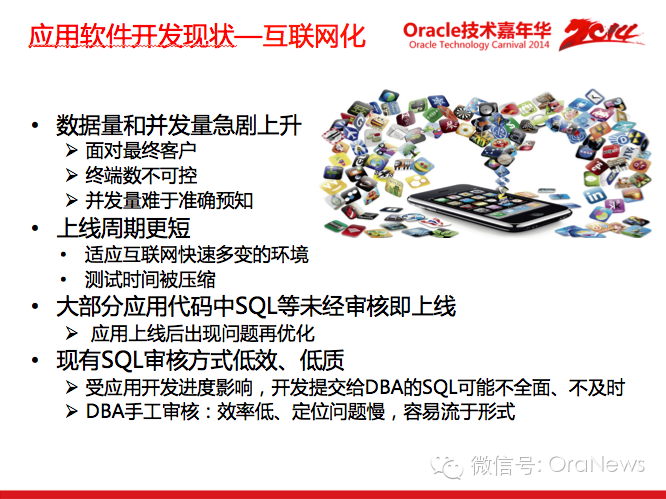 应用软件开发现状—互联网化
Oracle技术嘉年华
Oracle Technology Carnival 2014
2014
• 数据量和并发量急剧上升
➢ 面对最终客户
➢ 终端数不可控
➢ 并发量难于准确预知
• 上线周期更短
• 适应互联网快速多变的环境
• 测试时间被压缩
• 大部分应用代码中SQL等未经审核即上线
➢ 应用上线后出现问题再优化
• 现有SQL审核方式低效、低质
➢ 受应用开发进度影响，开发提交给DBA的SQL可能不全面、不及时
➢ DBA手工审核：效率低、定位问题慢，容易流于形式
微信号: OraNews